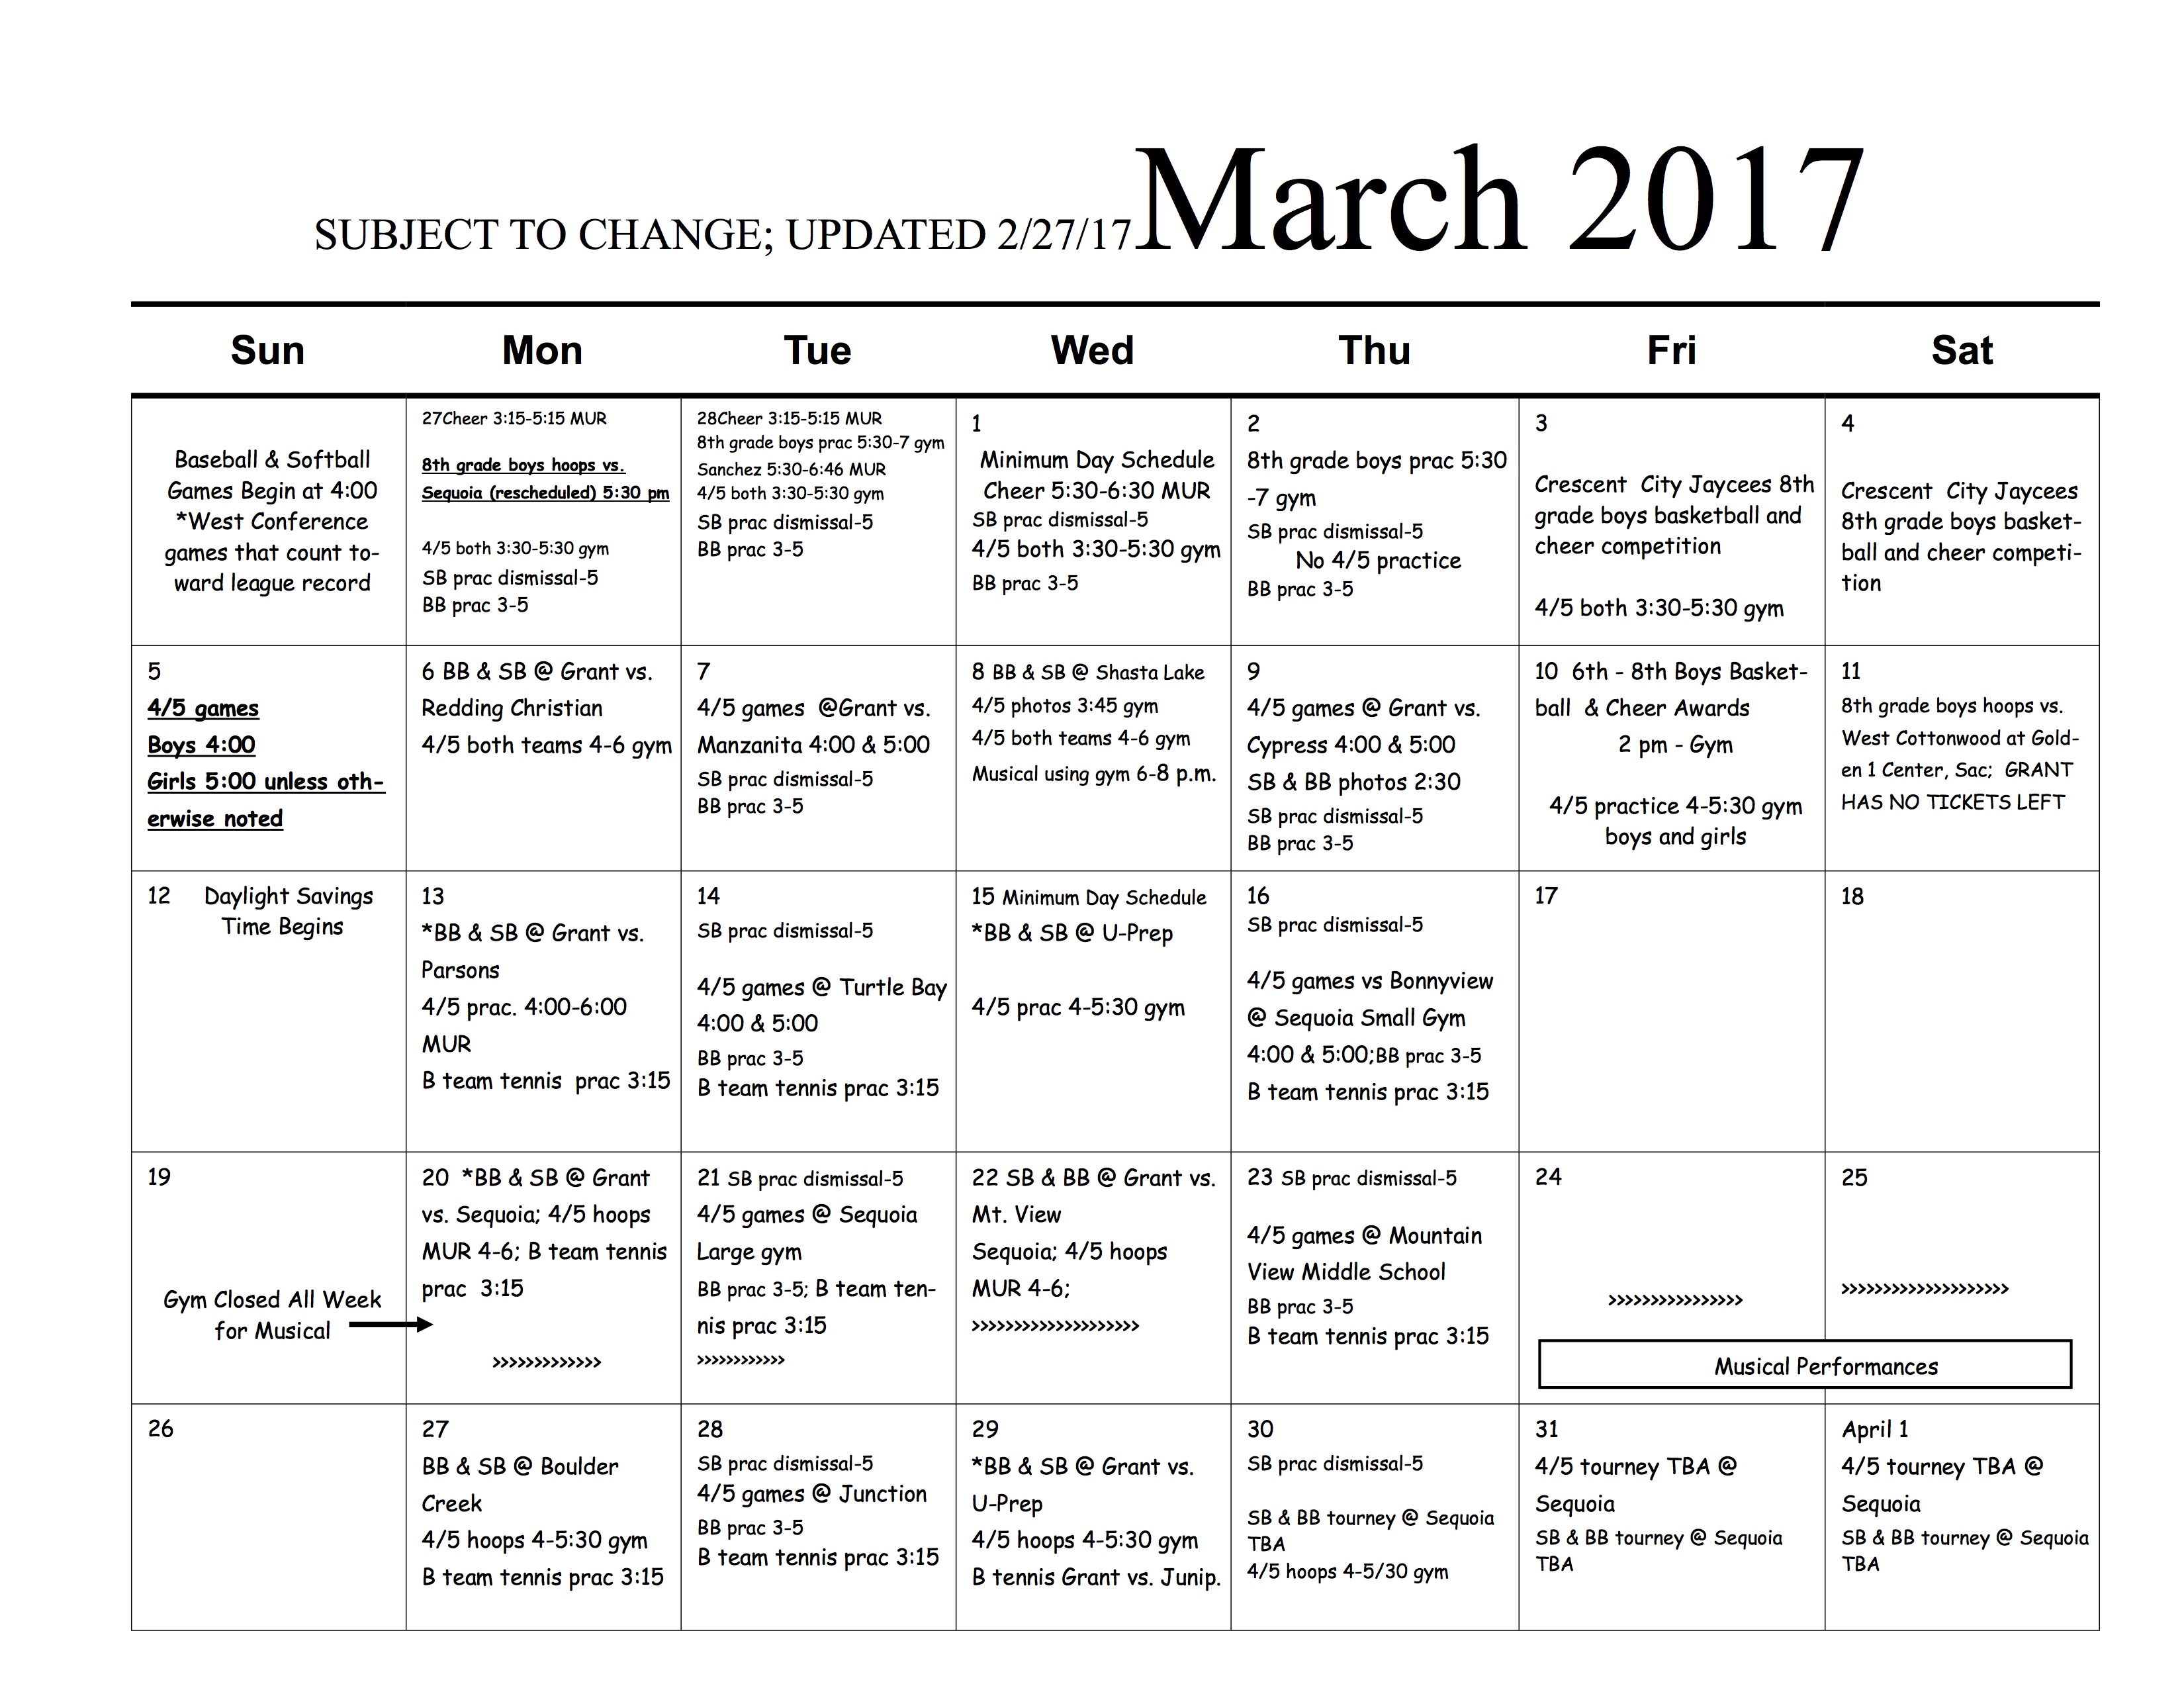 SUBJECT TO CHANGE; UPDATED 2/27/17 March 2017
Sun Mon Tue Wed Thu Fri Sat
Baseball & Softball
Games Begin at 4:00
*West Conference
games that count to-
ward league record
27Cheer 3:15-5:15 MUR
8th grade boys hoops vs.
Sequoia (rescheduled) 5:30 pm
4/5 both 3:30-5:30 gym
SB prac dismissal-5
BB prac 3-5
28Cheer 3:15-5:15 MUR
8th grade boys prac 5:30-7 gym
Sanchez 5:30-6:46 MUR
4/5 both 3:30-5:30 gym
SB prac dismissal-5
BB prac 3-5
1
Minimum Day Schedule
Cheer 5:30-6:30 MUR
SB prac dismissal-5
4/5 both 3:30-5:30 gym
BB prac 3-5
2
8th grade boys prac 5:30
-7 gym
SB prac dismissal-5
No 4/5 practice
BB prac 3-5
3
Crescent City Jaycees 8th
grade boys basketball and
cheer competition
4/5 both 3:30-5:30 gym
4
Crescent City Jaycees
8th grade boys basket-
ball and cheer competi-
tion
5
4/5 games
Boys 4:00
Girls 5:00 unless oth-
erwise noted
6 BB & SB @ Grant vs.
Redding Christian
4/5 both teams 4-6 gym
7
4/5 games @Grant vs.
Manzanita 4:00 & 5:00
SB prac dismissal-5
BB prac 3-5
8 BB & SB @ Shasta Lake
4/5 photos 3:45 gym
4/5 both teams 4-6 gym
Musical using gym 6-8 p.m.
9
4/5 games @ Grant vs.
Cypress 4:00 & 5:00
SB & BB photos 2:30
SB prac dismissal-5
BB prac 3-5
10 6th - 8th Boys Basket-
ball & Cheer Awards
2 pm - Gym
4/5 practice 4-5:30 gym
boys and girls
11
8th grade boys hoops vs.
West Cottonwood at Gold-
en 1 Center, Sac; GRANT
HAS NO TICKETS LEFT
12 Daylight Savings
Time Begins
13
*BB & SB @ Grant vs.
Parsons
4/5 prac. 4:00-6:00
MUR
B team tennis prac 3:15
14
SB prac dismissal-5
4/5 games @ Turtle Bay
4:00 & 5:00
BB prac 3-5
B team tennis prac 3:15
15 Minimum Day Schedule
*BB & SB @ U-Prep
4/5 prac 4-5:30 gym
16
SB prac dismissal-5
4/5 games vs Bonnyview
@ Sequoia Small Gym
4:00 & 5:00;BB prac 3-5
B team tennis prac 3:15
17
18
19
Gym Closed All Week
for Musical
20 *BB & SB @ Grant
vs. Sequoia; 4/5 hoops
MUR 4-6; B team tennis
prac 3:15
>>>>>>>>>>>>>
21 SB prac dismissal-5
4/5 games @ Sequoia
Large gym
BB prac 3-5; B team ten-
nis prac 3:15
>>>>>>>>>>>>
22 SB & BB @ Grant vs.
Mt. View
Sequoia; 4/5 hoops
MUR 4-6;
>>>>>>>>>>>>>>>>>>>>
23 SB prac dismissal-5
4/5 games @ Mountain
View Middle School
BB prac 3-5
B team tennis prac 3:15
24
>>>>>>>>>>>>>>>>
25
>>>>>>>>>>>>>>>>>>>>
Musical Performances
26
27
BB & SB @ Boulder
Creek
4/5 hoops 4-5:30 gym
B team tennis prac 3:15
28
SB prac dismissal-5
4/5 games @ Junction
BB prac 3-5
B team tennis prac 3:15
29
*BB & SB @ Grant vs.
U-Prep
4/5 hoops 4-5:30 gym
B tennis Grant vs. Junip.
30
SB prac dismissal-5
SB & BB tourney @ Sequoia
TBA
4/5 hoops 4-5/30 gym
31
4/5 tourney TBA @
Sequoia
SB & BB tourney @ Sequoia
TBA
April 1
4/5 tourney TBA @
Sequoia
SB & BB tourney @ Sequoia
TBA